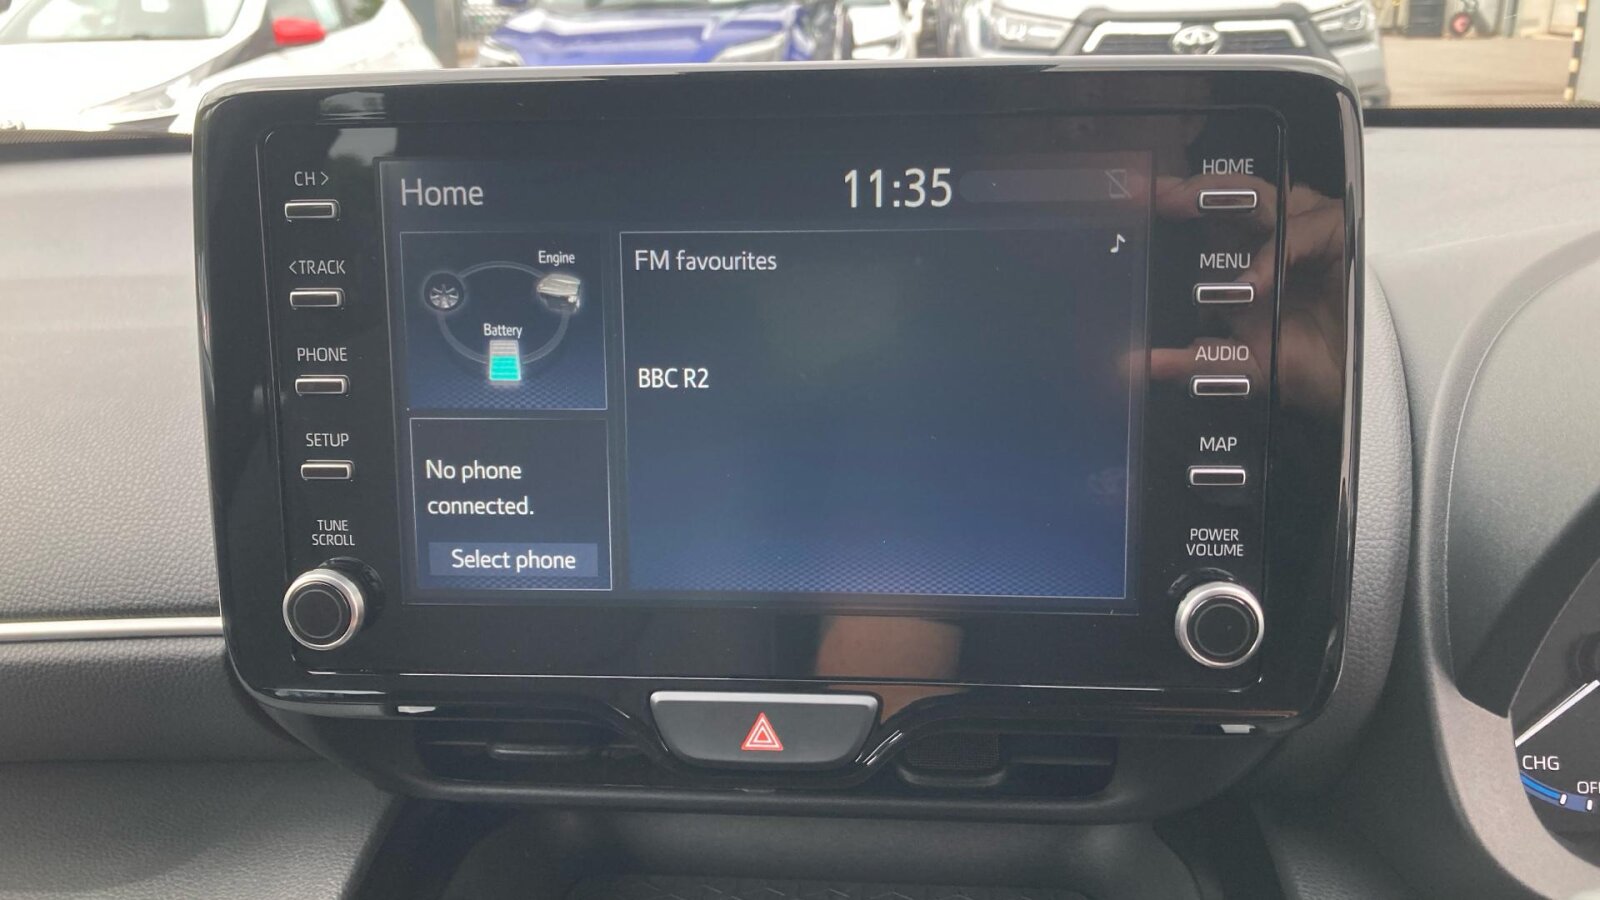 CH >
<TRACK
PHONE
SETUP
TUNE
SCROLL
Home
11:35
Engine
Battery
No phone
connected.
Select phone
FM favourites
BBC R2
HOME
MENU
AUDIO
MAP
POWER
VOLUME
CHG